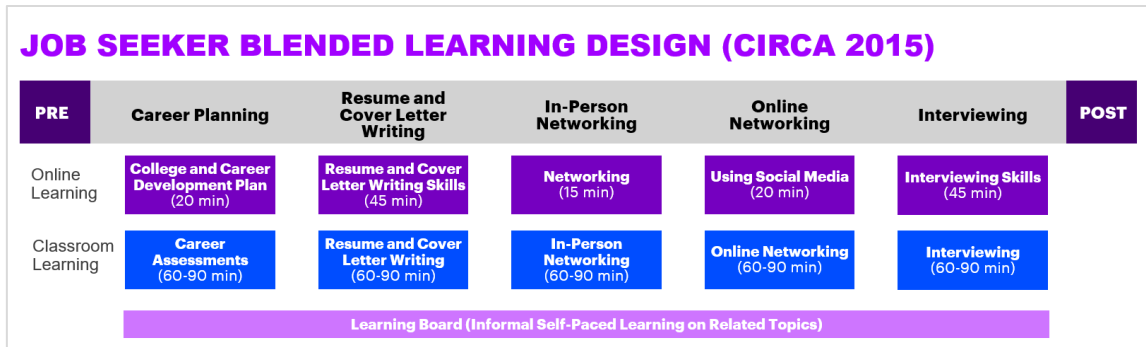 JOB SEEKER BLENDED LEARNING DESIGN (CIRCA 2015)
PRE
Career Planning
Resume and
Cover Letter
Writing
In-Person
Networking
Online
Networking
Interviewing
POST
Online
Learning
College and Career
Development Plan
(20 min)
Resume and Cover
Letter Writing Skills
(45 min)
Networking
(15 min)
Using Social Media
(20 min)
Interviewing Skills
(45 min)
Classroom
Learning
Career
Assessments
(60-90 min)
Resume and Cover
Letter Writing
(60-90 min)
In-Person
Networking
(60-90 min)
Online Networking
(60-90 min)
Interviewing
(60-90 min)
Learning Board (Informal Self-Paced Learning on Related Topics)